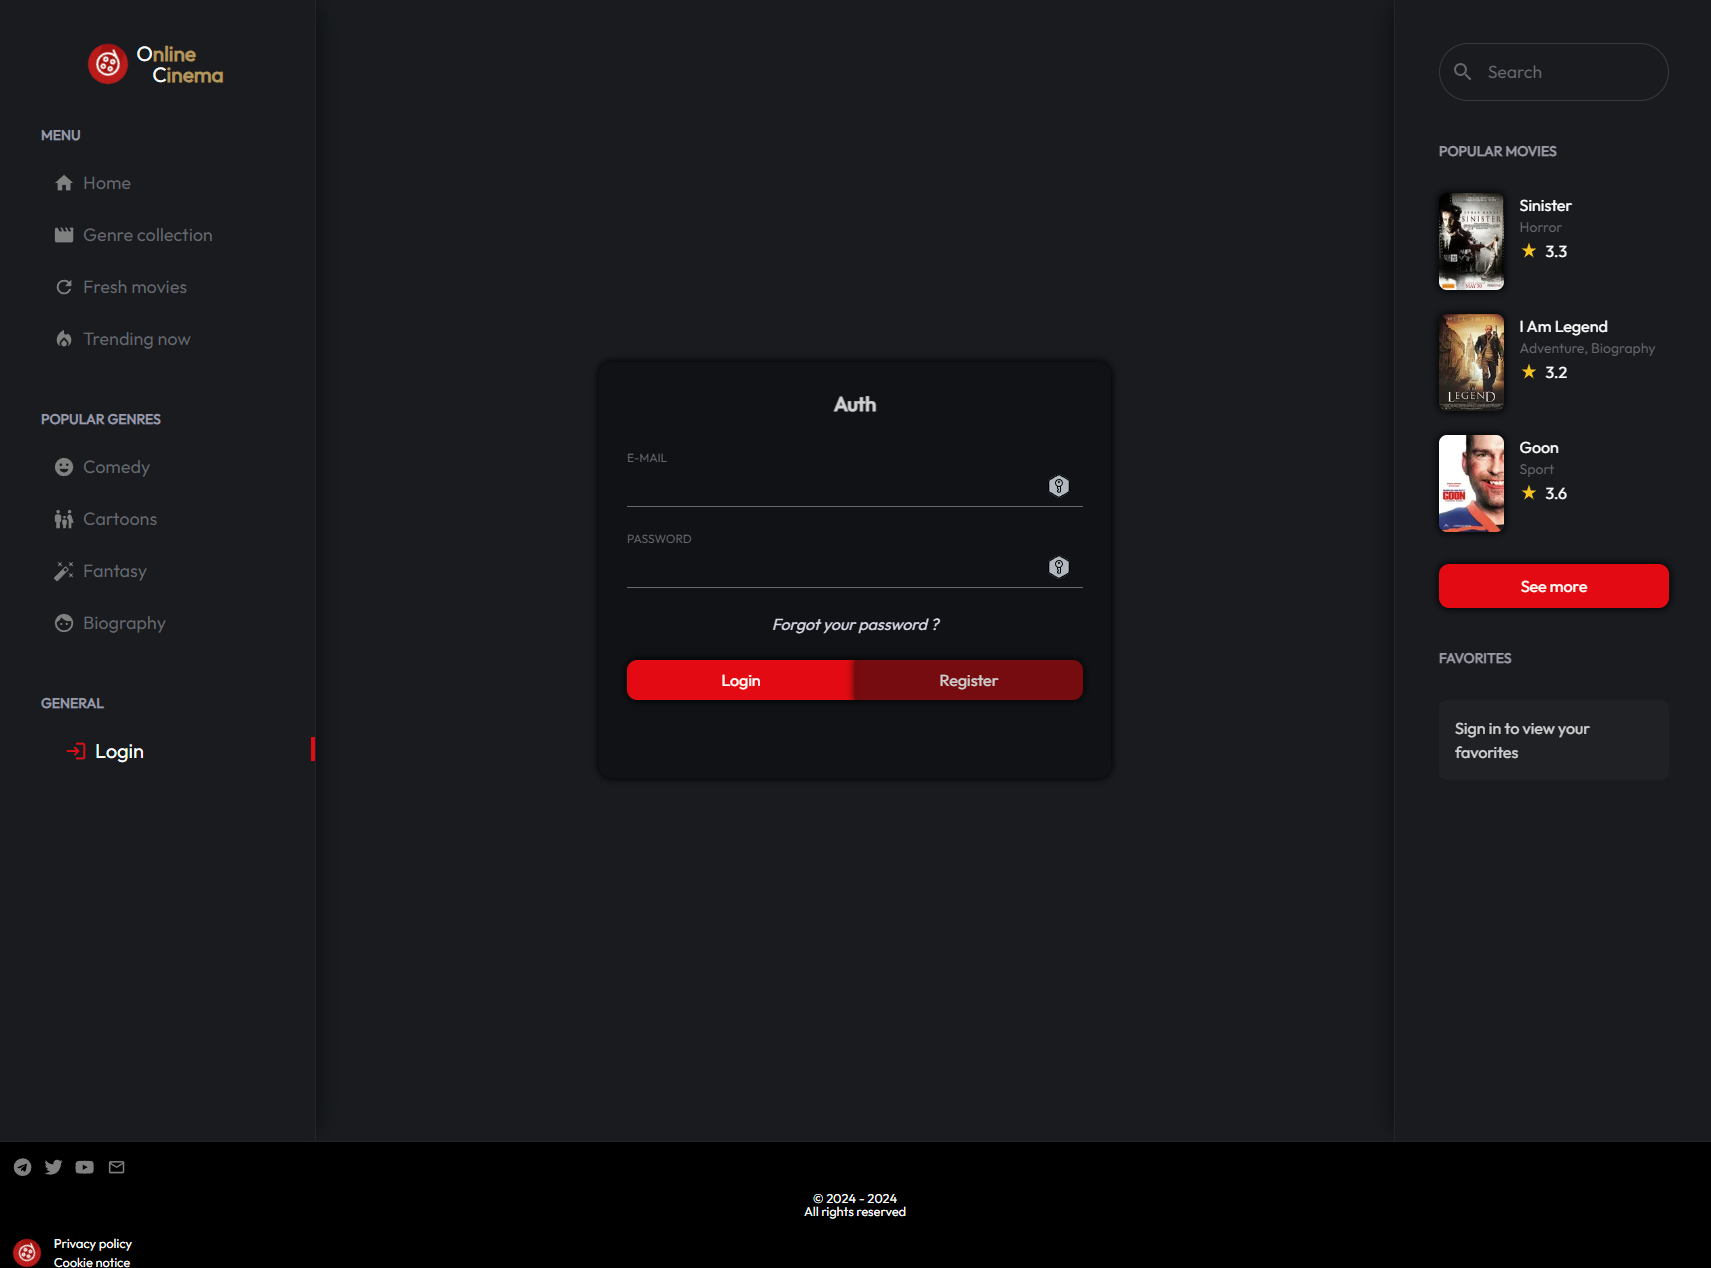 Online
Cinema
MENU
Home
Genre collection
Fresh movies
Trending now
POPULAR GENRES
Comedy
Cartoons
Fantasy
Biography
GENERAL
Login
Auth
E-MAIL
PASSWORD
Forgot your password ?
Login
Register
Search
POPULAR MOVIES
SINISTER
Sinister
Horror
3.3
LEGEND
I Am Legend
Adventure, Biography
3.2
GOON
Goon
Sport
3.6
See more
FAVORITES
Sign in to view your
favorites
© 2024 - 2024
All rights reserved
Privacy policy
Cookie notice